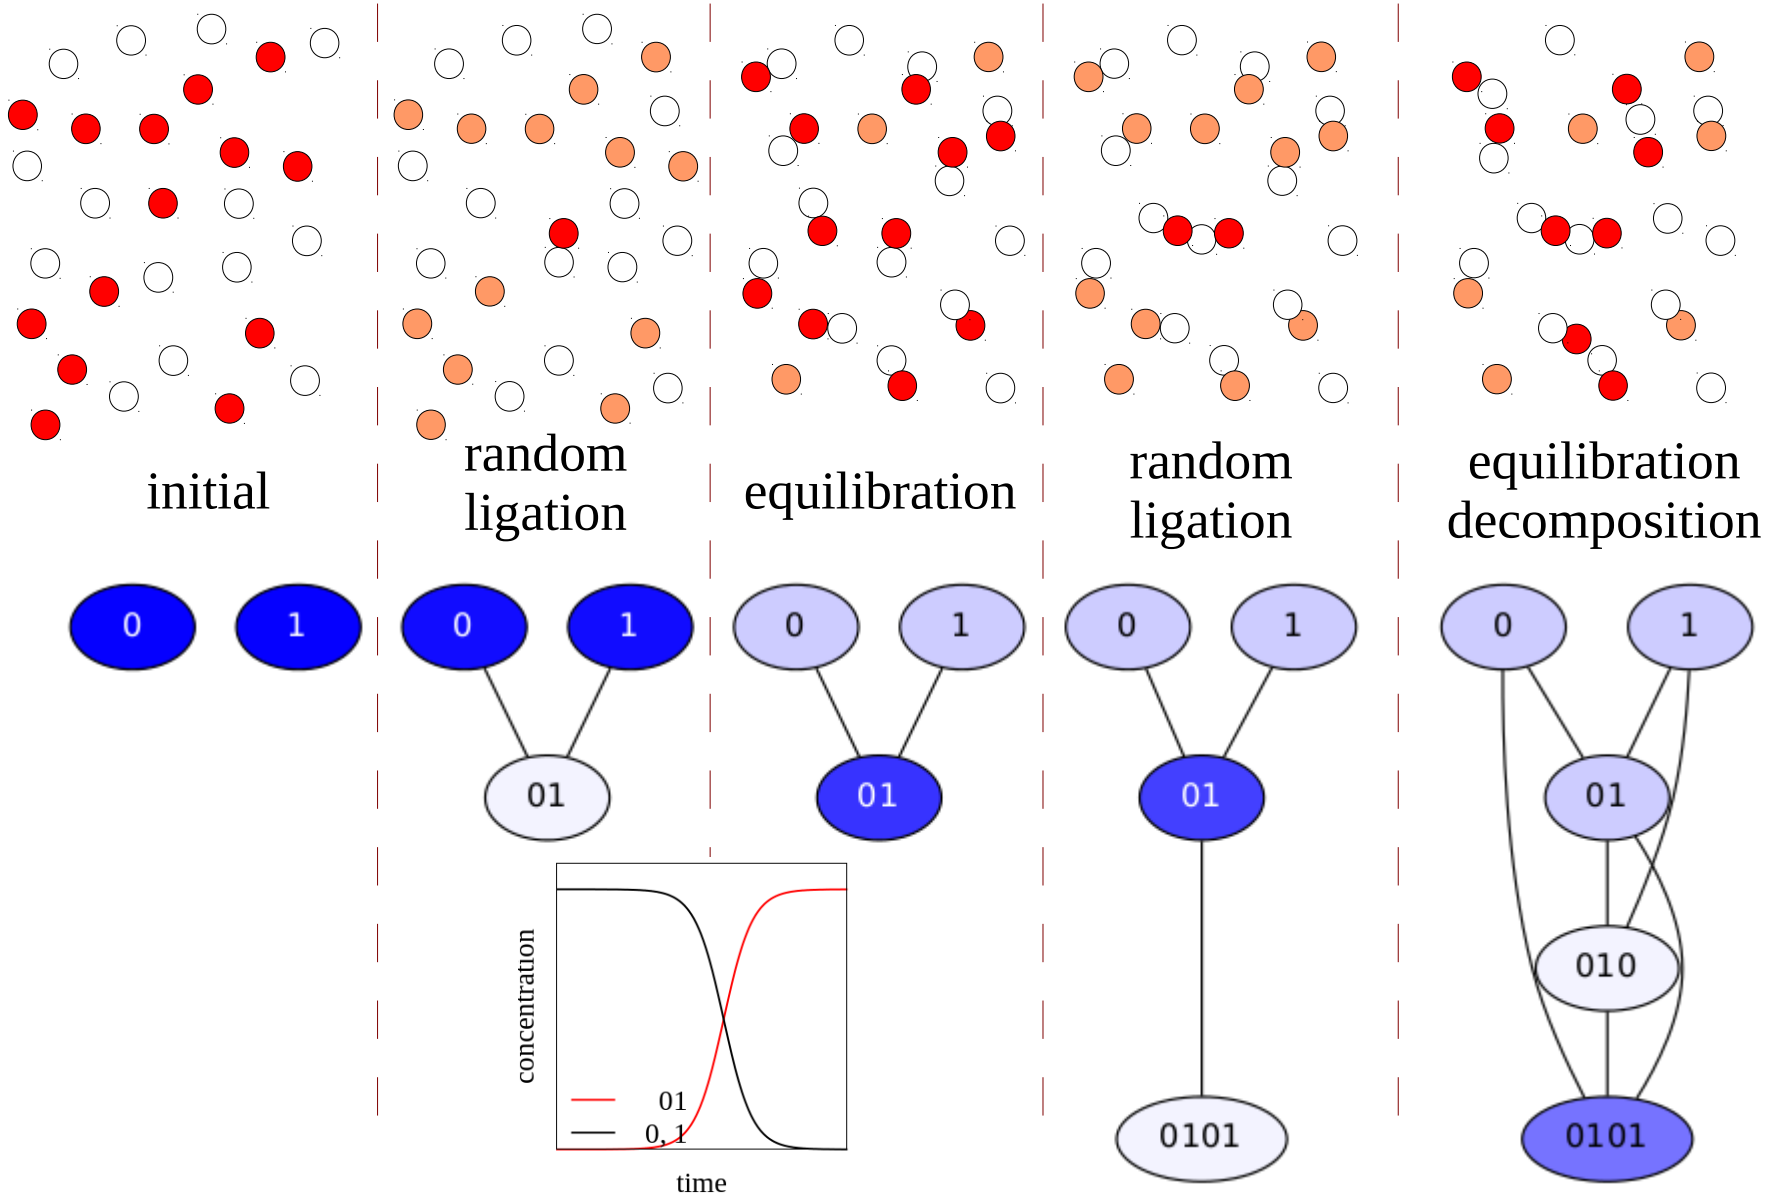 initial
random
ligation
equilibration
random
ligation
equilibration
decomposition
0
1
0
1
0
1
0
1
0
1
01
01
01
01
010
0101
0101
concentration
01
0, 1
time